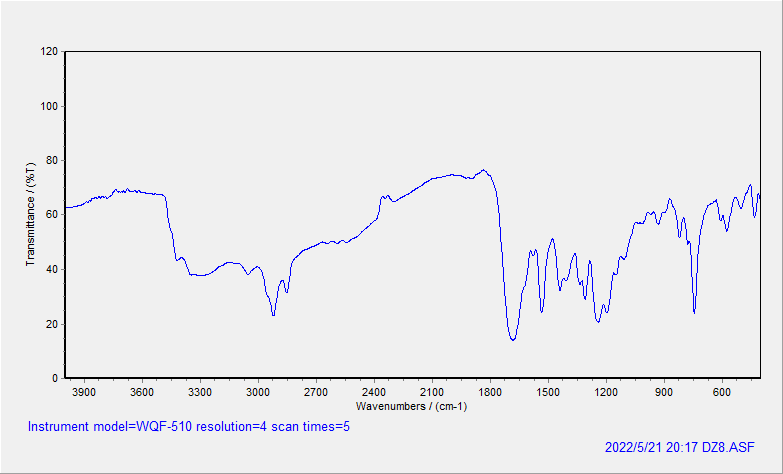 120
100
80
60
40
20
0
Transmittance / (%T)
3900 3600 3300 3000 2700 2400 2100 1800 1500 1200 900 600
Wavenumbers / (cm-1)
Instrument model=WQF-510 resolution=4 scan times=5
2022/5/21 20:17 DZ8.ASF